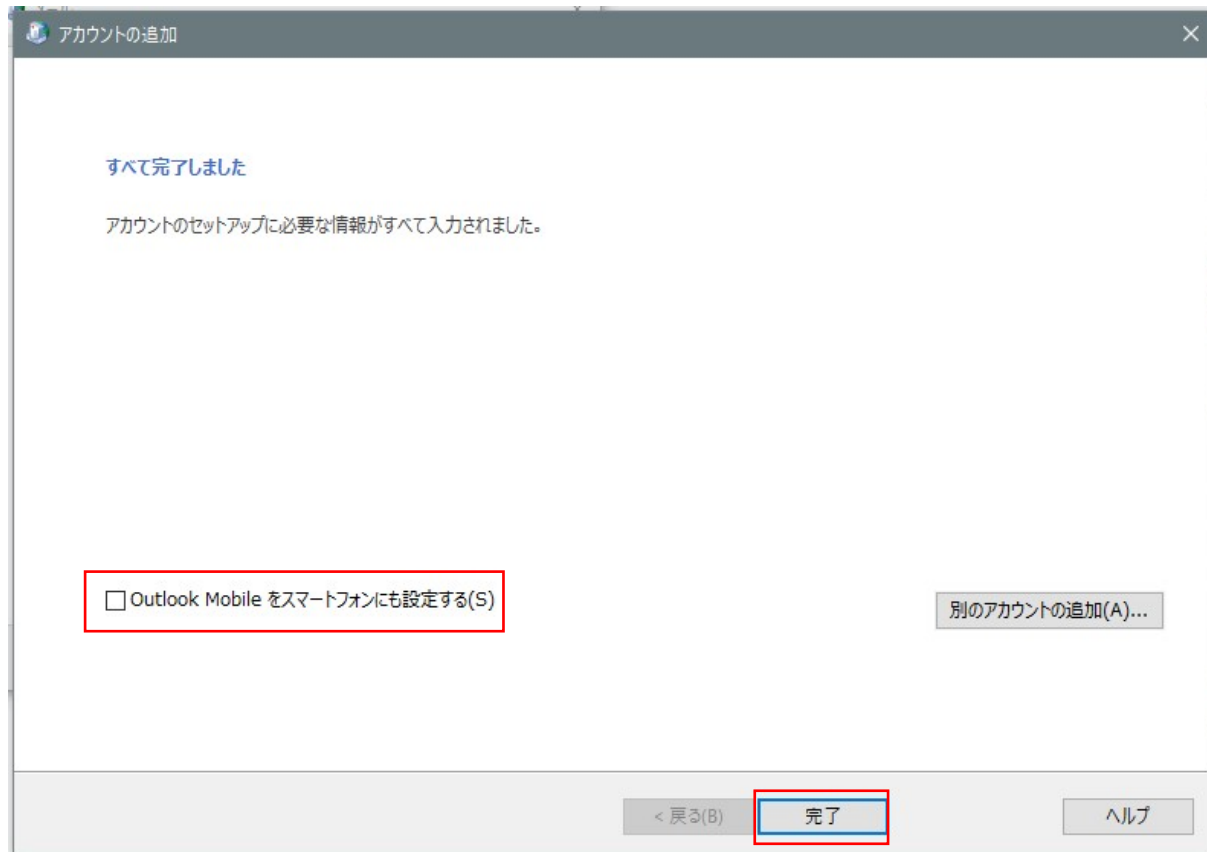 アカウントの追加
すべて完了しました
アカウントのセットアップに必要な情報がすべて入力されました。
Outlook Mobile をスマートフォンにも設定する(S)
別のアカウントの追加(A)...
< 戻る(B)
完了
ヘルプ